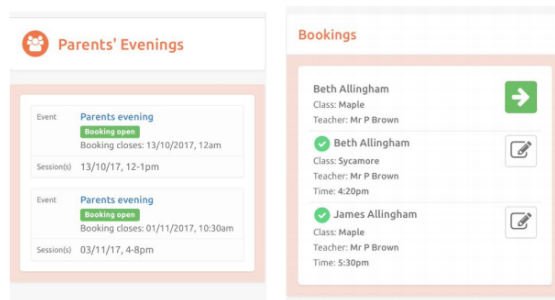 Parents' Evenings
Event Parents evening
Booking open
Booking closes: 13/10/2017, 12am
Session(s) 13/10/17, 12-1pm
Event Parents evening
Booking open
Booking closes: 01/11/2017, 10:30am
Session(s) 03/11/17, 4-8pm
Bookings
Beth Allingham
Class: Maple
Teacher: Mr P Brown
Beth Allingham
Class: Sycamore
Teacher: Mr P Brown
Time: 4:20pm
James Allingham
Class: Maple
Teacher: Mr P Brown
Time: 5:30pm